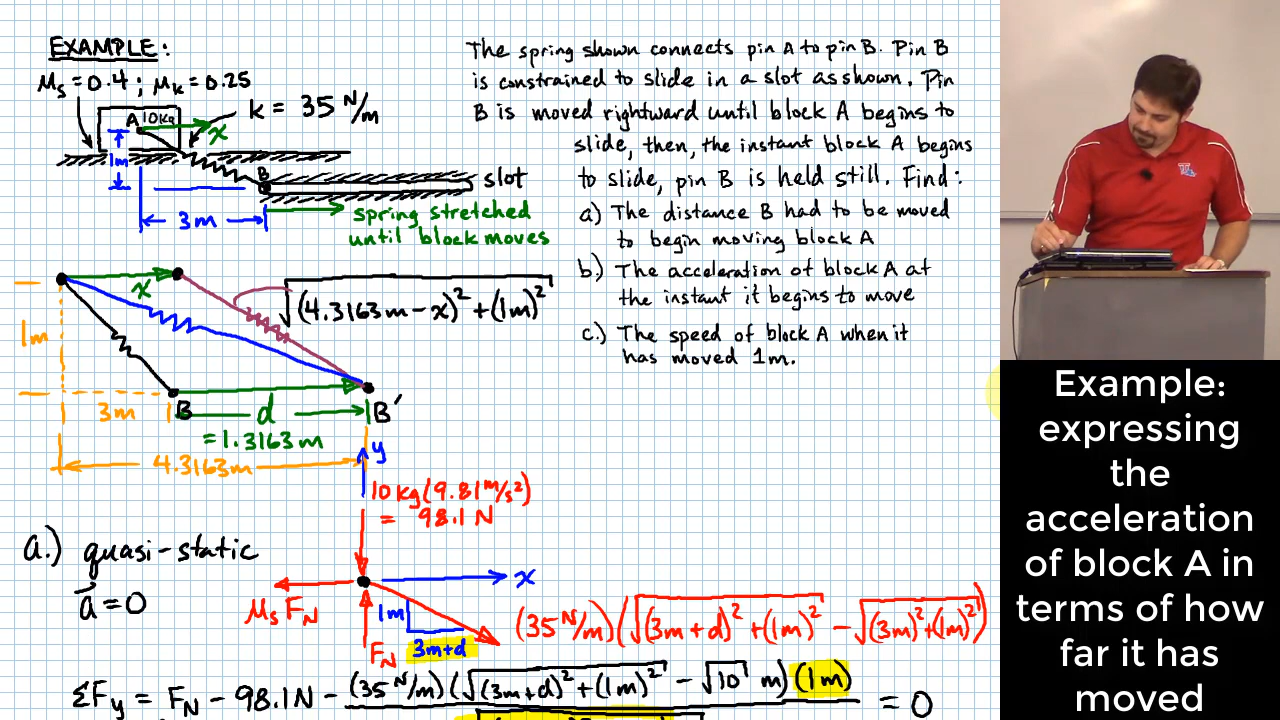 EXAMPLE:
μs = 0.4 ; μk = 0.25
k = 35 N/m
A 10Kg
x
1m
B
slot
3m
spring stretched
until block moves
The spring shown connects pin A to pin B. Pin B
is constrained to slide in a slot as shown. Pin
B is moved rightward until block A begins to
slide, then, the instant block A begins
to slide, pin B is held still. Find:
a.) The distance B had to be moved
to begin moving block A
b.) The acceleration of block A at
the instant it begins to move
c.) The speed of block A when it
has moved 1m.
x
√((4.3163m - x)² + (1m)²)
1m
3m
B
d
B'
= 1.3163m
4.3163m
y
10 kg (9.81 m/s²)
= 98.1 N
a.) quasi-static
a⃗ = 0
x
μs FN
1m
3m+d
FN
(35 N/m)(√((3m+d)² + (1m)²) - √((3m)² + (1m)²))
ΣFy = FN - 98.1N - (35 N/m)(√((3m+d)² + (1m)²) - √10 m)(1m) = 0
Example:
expressing
the
acceleration
of block A in
terms of how
far it has
moved